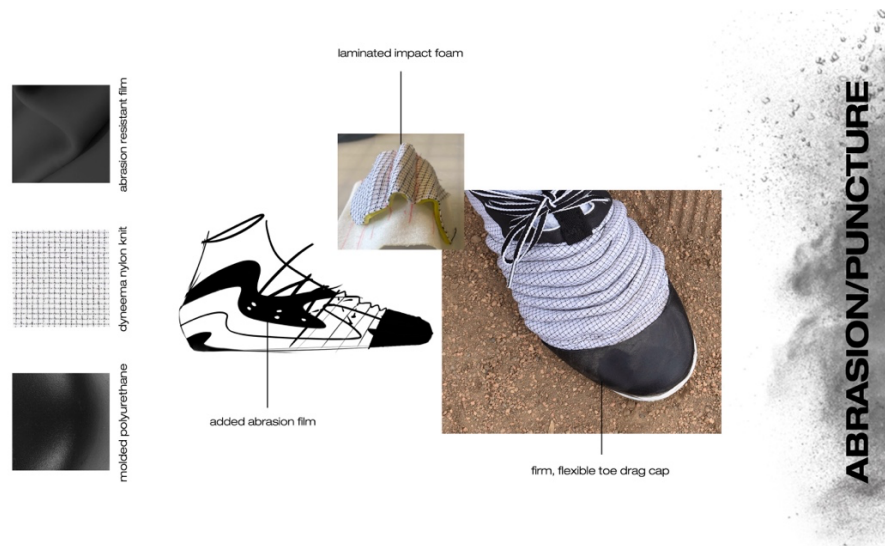 laminated impact foam
abrasion resistant film
dyneema nylon knit
molded polyurethane
added abrasion film
firm, flexible toe drag cap
ABRASION/PUNCTURE